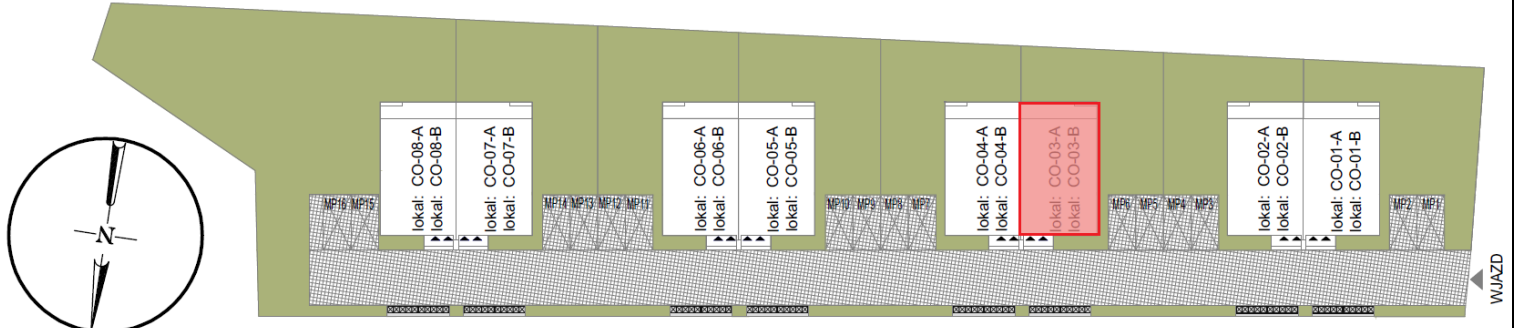 lokal: CO-08-A
lokal: CO-08-B
lokal: CO-07-A
lokal: CO-07-B
lokal: CO-06-A
lokal: CO-06-B
lokal: CO-05-A
lokal: CO-05-B
lokal: CO-04-A
lokal: CO-04-B
lokal: CO-03-A
lokal: CO-03-B
lokal: CO-02-A
lokal: CO-02-B
lokal: CO-01-A
lokal: CO-01-B
MP16 MP15
MP14 MP13 MP12 MP11
MP10 MP9 MP8 MP7
MP6 MP5 MP4 MP3
MP2 MP1
N
WJAZD